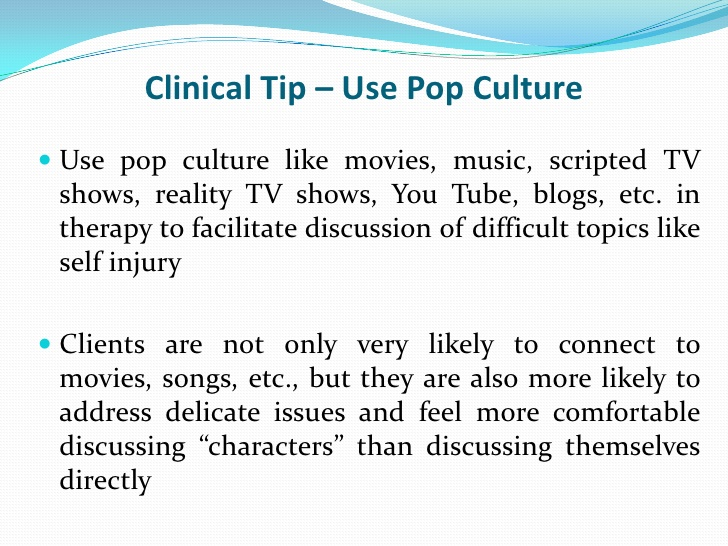 Clinical Tip – Use Pop Culture
• Use pop culture like movies, music, scripted TV
shows, reality TV shows, You Tube, blogs, etc. in
therapy to facilitate discussion of difficult topics like
self injury
• Clients are not only very likely to connect to
movies, songs, etc., but they are also more likely to
address delicate issues and feel more comfortable
discussing “characters” than discussing themselves
directly